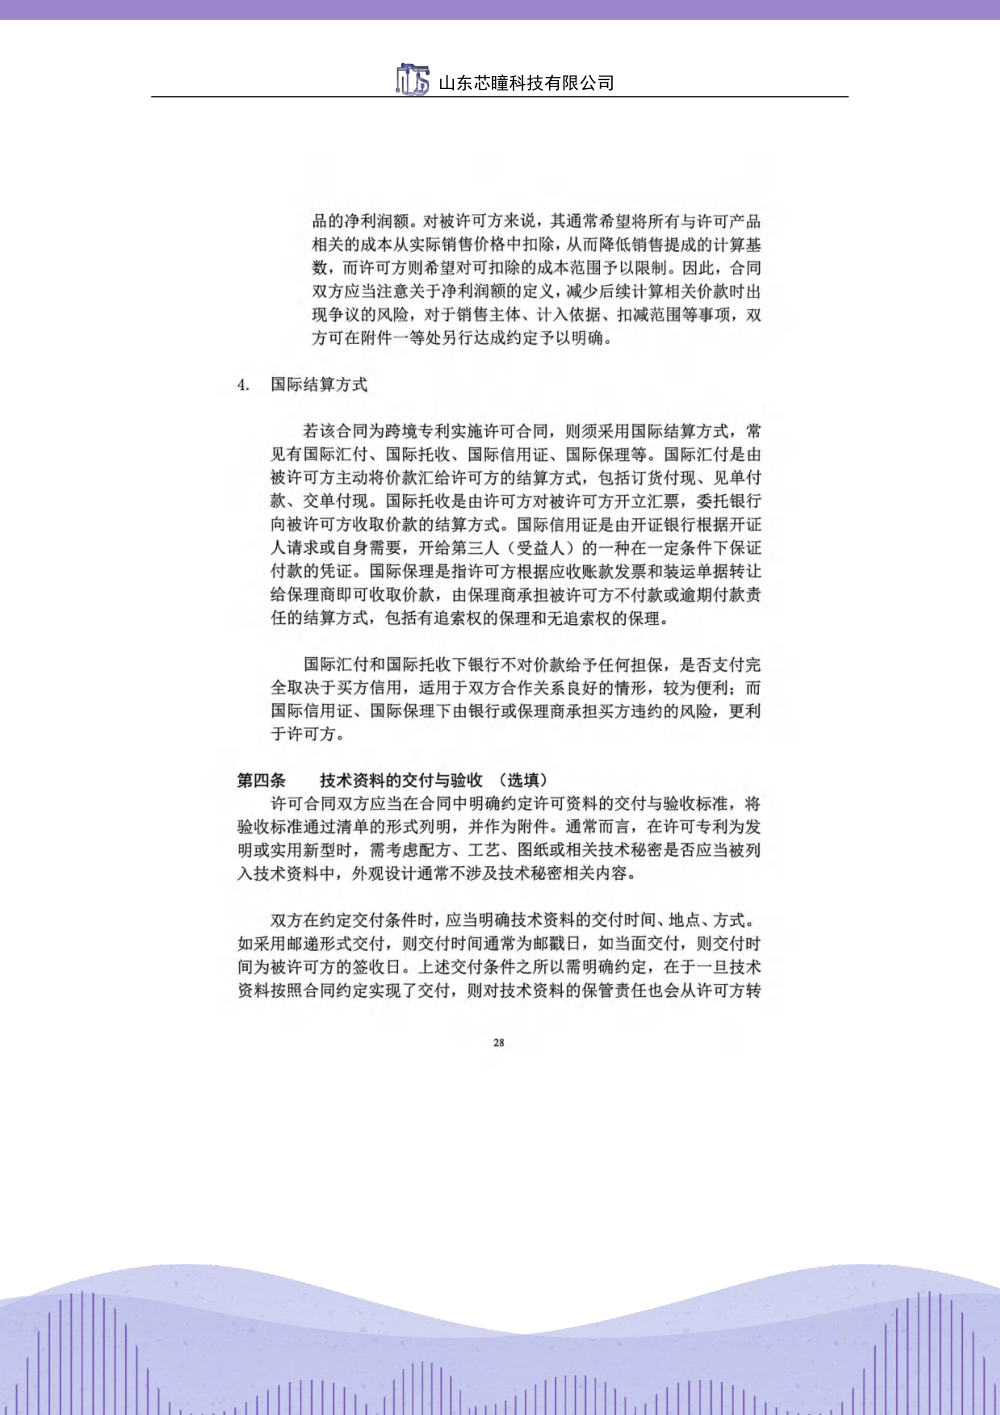 山东芯瞳科技有限公司
品的净利润额。对被许可方来说，其通常希望将所有与许可产品
相关的成本从实际销售价格中扣除，从而降低销售提成的计算基
数，而许可方则希望对可扣除的成本范围予以限制。因此，合同
双方应当注意关于净利润额的定义，减少后续计算相关价款时出
现争议的风险，对于销售主体、计入依据、扣减范围等事项，双
方可在附件一等处另行达成约定予以明确。
4. 国际结算方式
若该合同为跨境专利实施许可合同，则须采用国际结算方式，常
见有国际汇付、国际托收、国际信用证、国际保理等。国际汇付是由
被许可方主动将价款汇给许可方的结算方式，包括订货付现、见单付
款、交单付现。国际托收是由许可方对被许可方开立汇票，委托银行
向被许可方收取价款的结算方式。国际信用证是由开证银行根据开证
人请求或自身需要，开给第三人（受益人）的一种在一定条件下保证
付款的凭证。国际保理是指许可方根据应收账款发票和装运单据转让
给保理商即可收取价款，由保理商承担被许可方不付款或逾期付款责
任的结算方式，包括有追索权的保理和无追索权的保理。
国际汇付和国际托收下银行不对价款给予任何担保，是否支付完
全取决于买方信用，适用于双方合作关系良好的情形，较为便利；而
国际信用证、国际保理下由银行或保理商承担买方违约的风险，更利
于许可方。
第四条 技术资料的交付与验收 （选填）
许可合同双方应当在合同中明确约定许可资料的交付与验收标准，将
验收标准通过清单的形式列明，并作为附件。通常而言，在许可专利为发
明或实用新型时，需考虑配方、工艺、图纸或相关技术秘密是否应当被列
入技术资料中，外观设计通常不涉及技术秘密相关内容。
双方在约定交付条件时，应当明确技术资料的交付时间、地点、方式。
如采用邮递形式交付，则交付时间通常为邮戳日，如当面交付，则交付时
间为被许可方的签收日。上述交付条件之所以需明确约定，在于一旦技术
资料按照合同约定实现了交付，则对技术资料的保管责任也会从许可方转
28